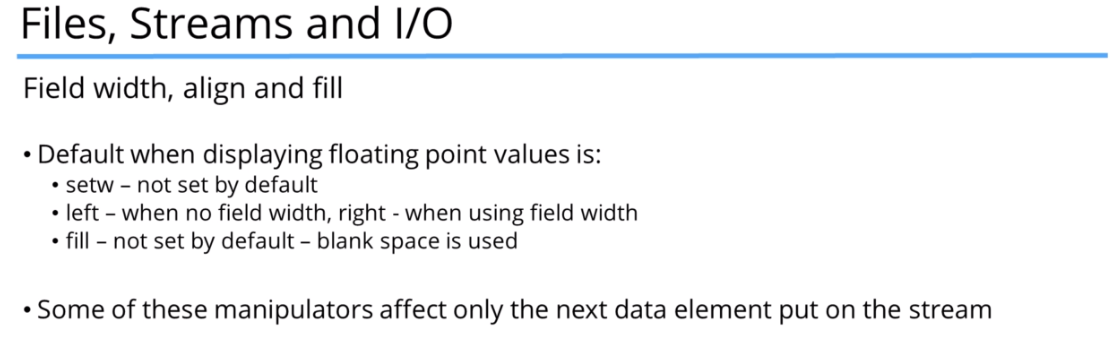 Files, Streams and I/O
Field width, align and fill
• Default when displaying floating point values is:
• setw – not set by default
• left – when no field width, right - when using field width
• fill – not set by default – blank space is used
• Some of these manipulators affect only the next data element put on the stream